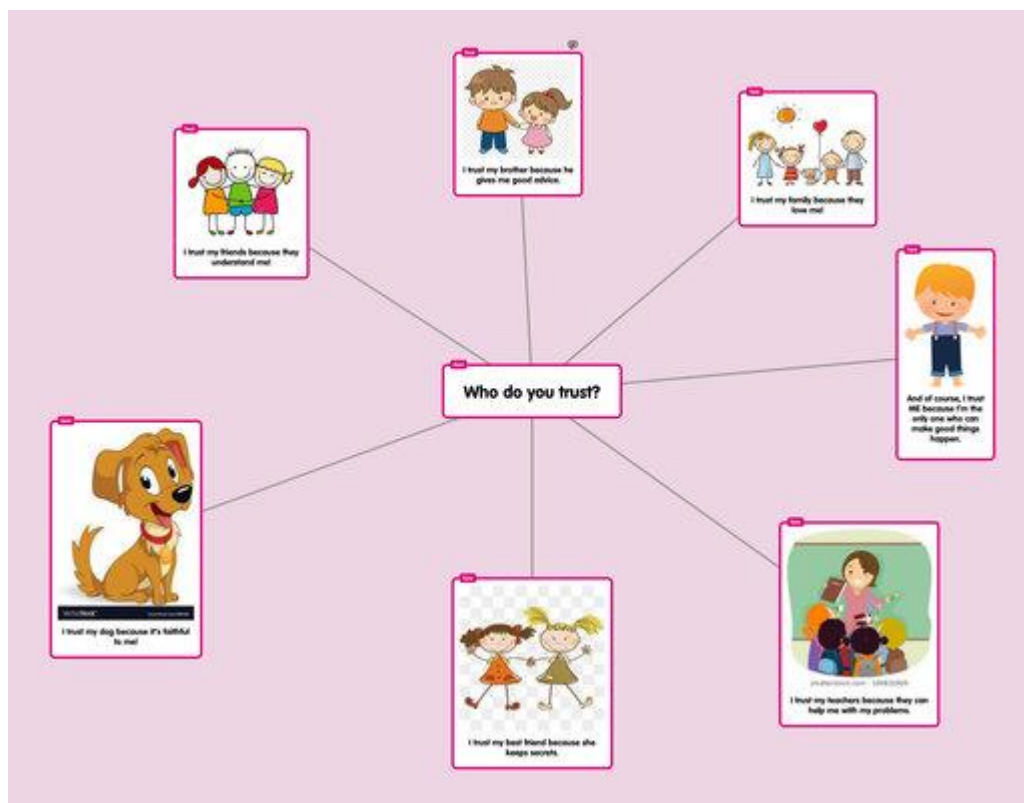 I trust my brother because he
gives me good advice.
I trust my family because they
love me!
I trust my friends because they
understand me!
And of course, I trust
ME because I'm the
only one who can
make good things
happen.
Who do you trust?
I trust my dog because it's faithful
to me!
I trust my best friend because she
keeps secrets.
I trust my teachers because they can
help me with my problems.
VectorStock